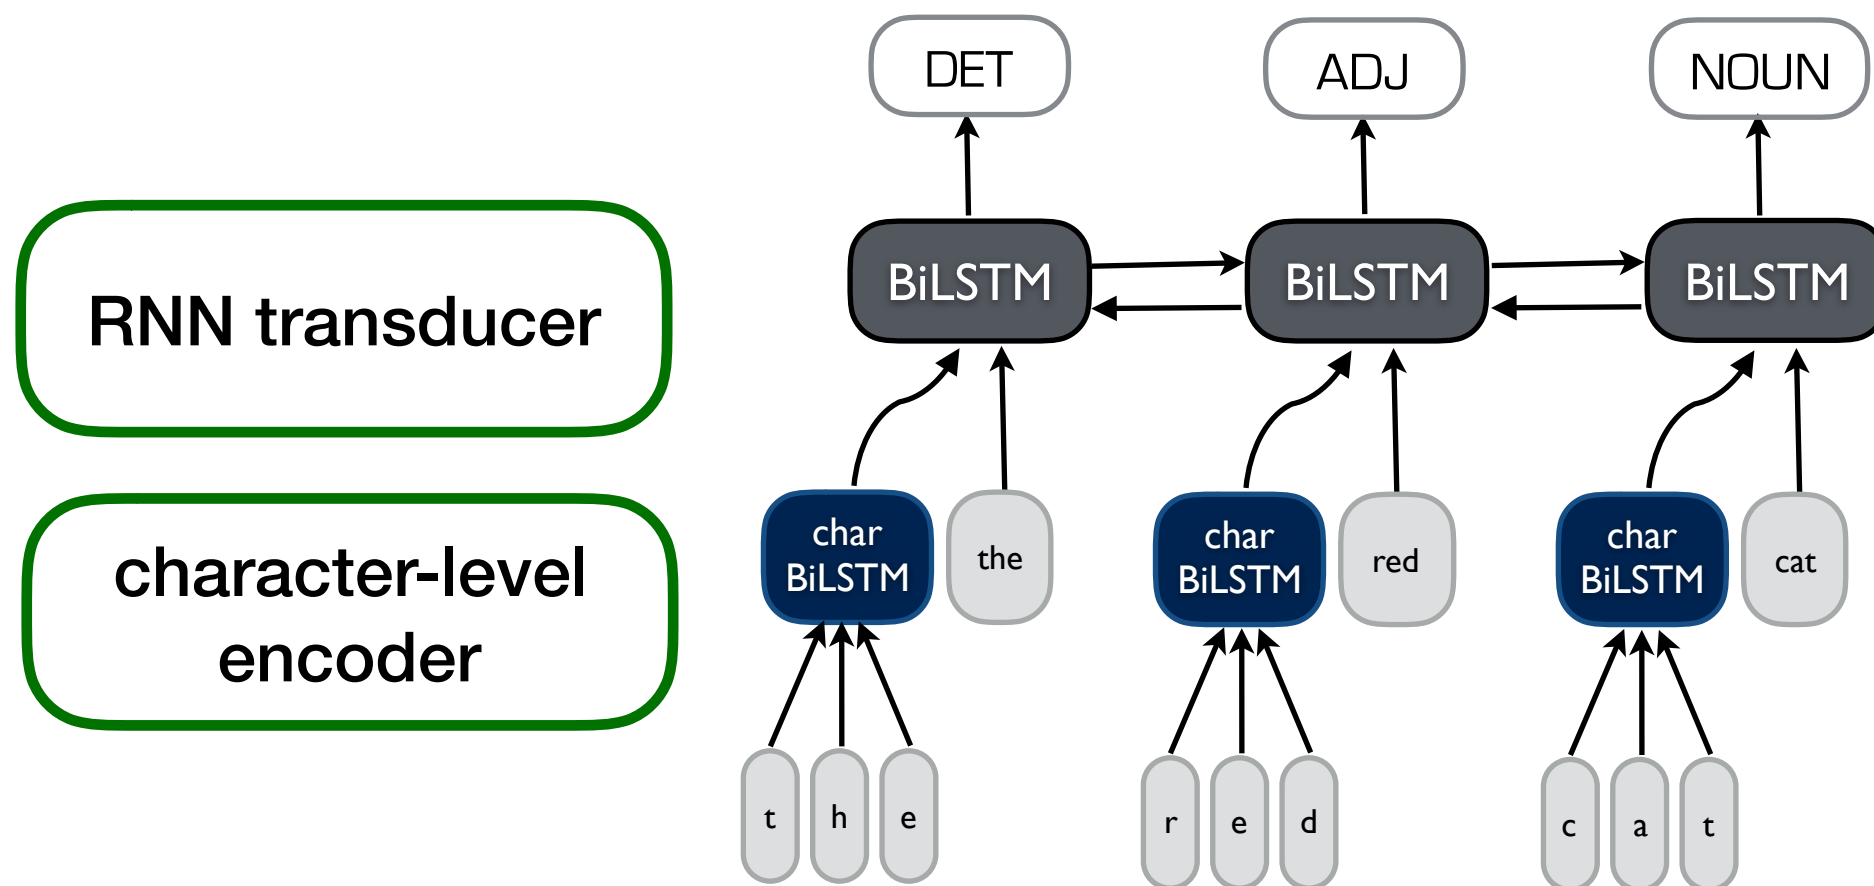 DET
ADJ
NOUN
RNN transducer
BiLSTM
BiLSTM
BiLSTM
character-level
encoder
char
BiLSTM
the
char
BiLSTM
red
char
BiLSTM
cat
t
h
e
r
e
d
c
a
t